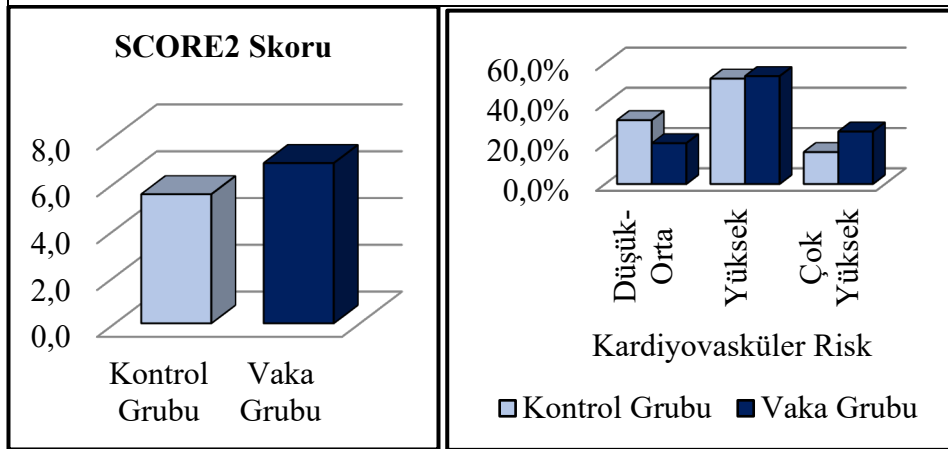 SCORE2 Skoru
8,0
6,0
4,0
2,0
0,0
Kontrol
Grubu
Vaka
Grubu
60,0%
40,0%
20,0%
0,0%
Düşük-
Orta
Yüksek
Çok
Yüksek
Kardiyovasküler Risk
Kontrol Grubu
Vaka Grubu